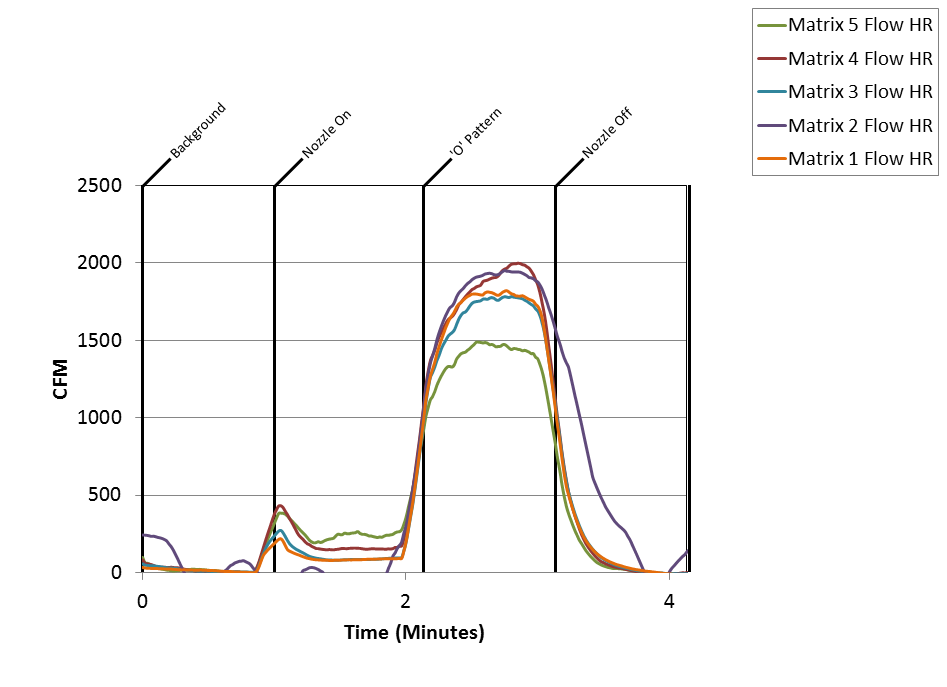 Matrix 5 Flow HR
Matrix 4 Flow HR
Matrix 3 Flow HR
Matrix 2 Flow HR
Matrix 1 Flow HR
Background
Nozzle On
'O' Pattern
Nozzle Off
2500
2000
1500
1000
500
0
CFM
0
2
4
Time (Minutes)